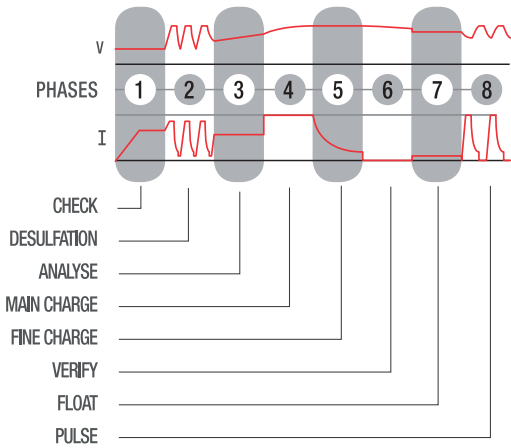 V
PHASES 1 2 3 4 5 6 7 8
I
CHECK
DESULFATION
ANALYSE
MAIN CHARGE
FINE CHARGE
VERIFY
FLOAT
PULSE